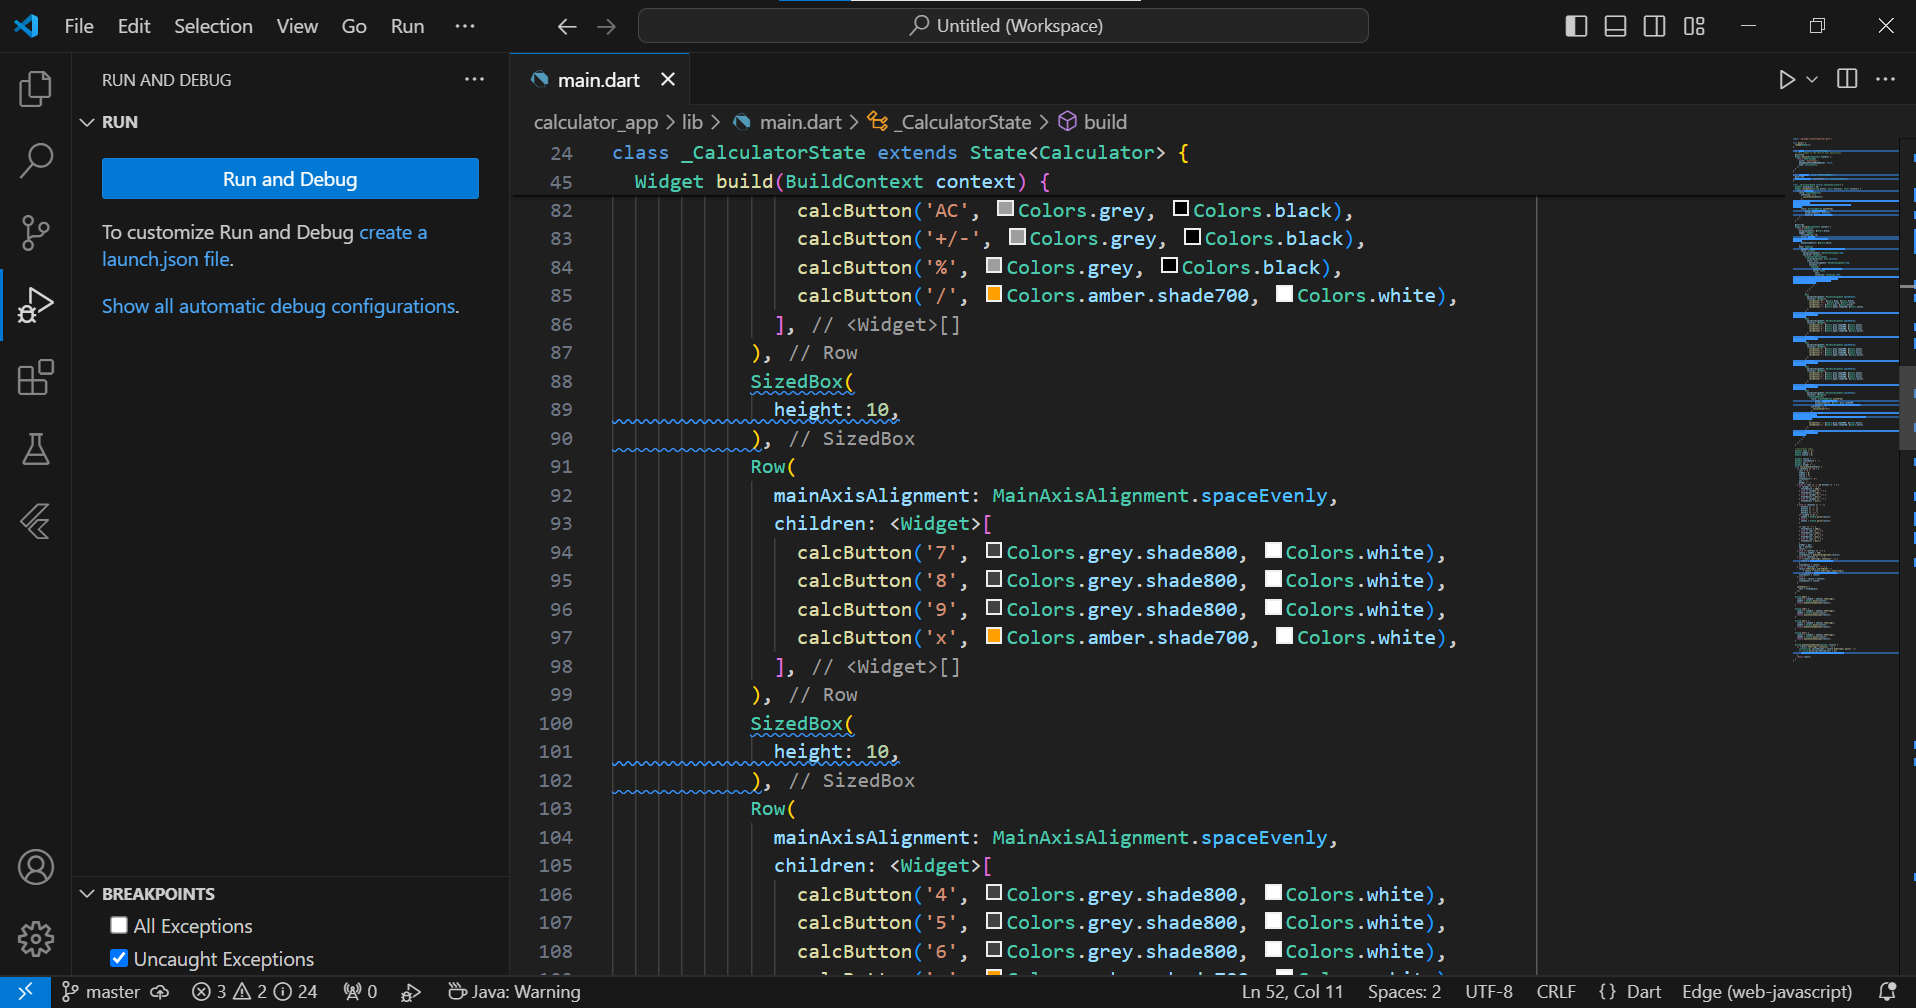 File Edit Selection View Go Run ··· Untitled (Workspace)
RUN AND DEBUG ···
RUN
Run and Debug
To customize Run and Debug create a
launch.json file.
Show all automatic debug configurations.
BREAKPOINTS
All Exceptions
Uncaught Exceptions
main.dart
calculator_app > lib > main.dart > _CalculatorState > build
24 class _CalculatorState extends State<Calculator> {
45 Widget build(BuildContext context) {
82 calcButton('AC', Colors.grey, Colors.black),
83 calcButton('+/-', Colors.grey, Colors.black),
84 calcButton('%', Colors.grey, Colors.black),
85 calcButton('/', Colors.amber.shade700, Colors.white),
86 ], // <Widget>[]
87 ), // Row
88 SizedBox(
89 height: 10,
90 ), // SizedBox
91 Row(
92 mainAxisAlignment: MainAxisAlignment.spaceEvenly,
93 children: <Widget>[
94 calcButton('7', Colors.grey.shade800, Colors.white),
95 calcButton('8', Colors.grey.shade800, Colors.white),
96 calcButton('9', Colors.grey.shade800, Colors.white),
97 calcButton('x', Colors.amber.shade700, Colors.white),
98 ], // <Widget>[]
99 ), // Row
100 SizedBox(
101 height: 10,
102 ), // SizedBox
103 Row(
104 mainAxisAlignment: MainAxisAlignment.spaceEvenly,
105 children: <Widget>[
106 calcButton('4', Colors.grey.shade800, Colors.white),
107 calcButton('5', Colors.grey.shade800, Colors.white),
108 calcButton('6', Colors.grey.shade800, Colors.white),
master 3 2 24 0 Java: Warning Ln 52, Col 11 Spaces: 2 UTF-8 CRLF {} Dart Edge (web-javascript)